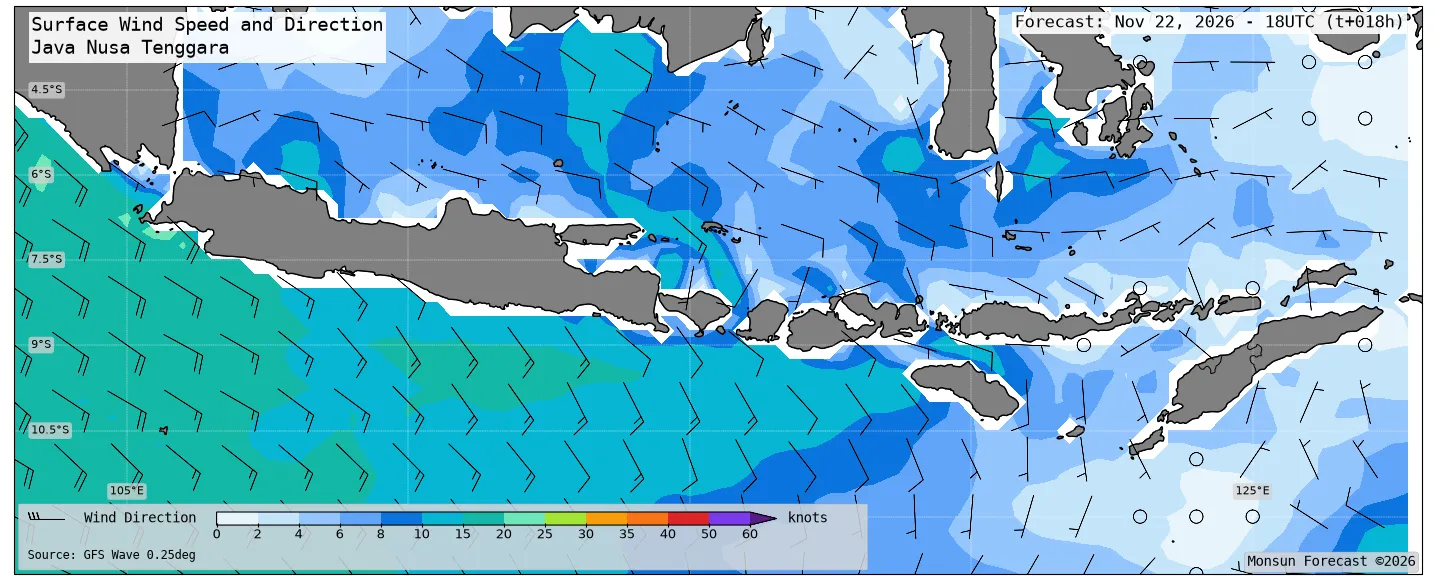 Surface Wind Speed and Direction
Java Nusa Tenggara
Forecast: Nov 22, 2026 - 18UTC (t+018h)
4.5°S
6°S
7.5°S
9°S
10.5°S
105°E
125°E
Wind Direction
0 2 4 6 8 10 15 20 25 30 35 40 50 60
knots
Source: GFS Wave 0.25deg
Monsun Forecast ©2026